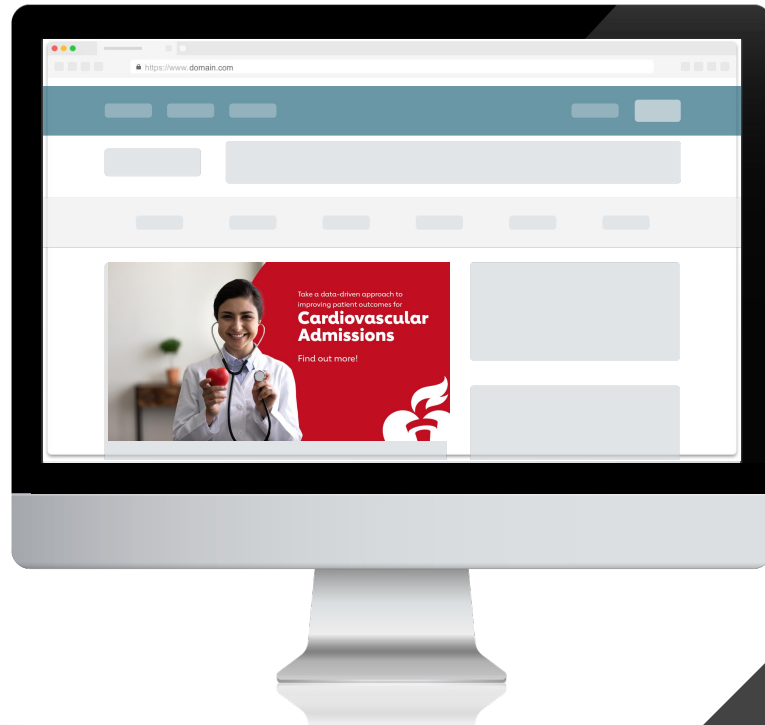 https://www.domain.com
Take a data-driven approach to
improving patient outcomes for
Cardiovascular
Admissions
Find out more!